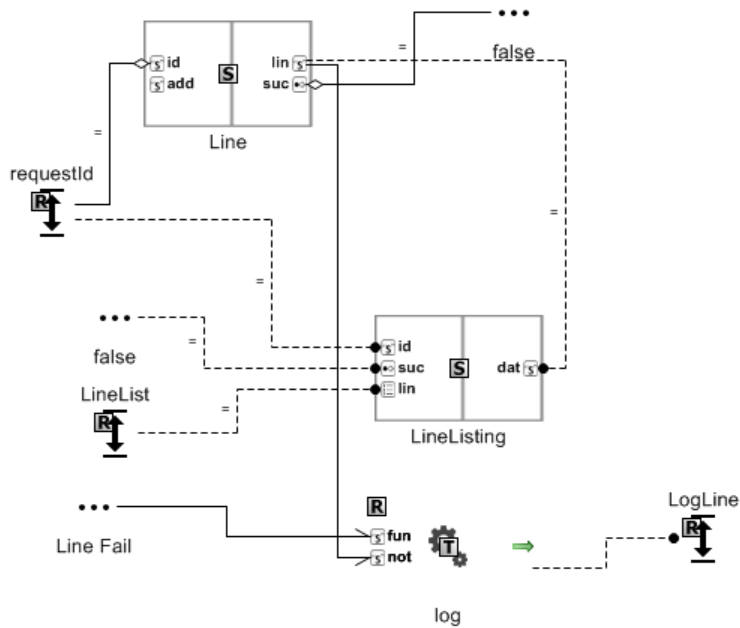 false
=
id lin
add suc
S
Line
=
requestId
R
=
=
=
false
LineList
R
=
id
suc dat
lin
S
LineListing
Line Fail
R
fun
not
T
log
LogLine
R